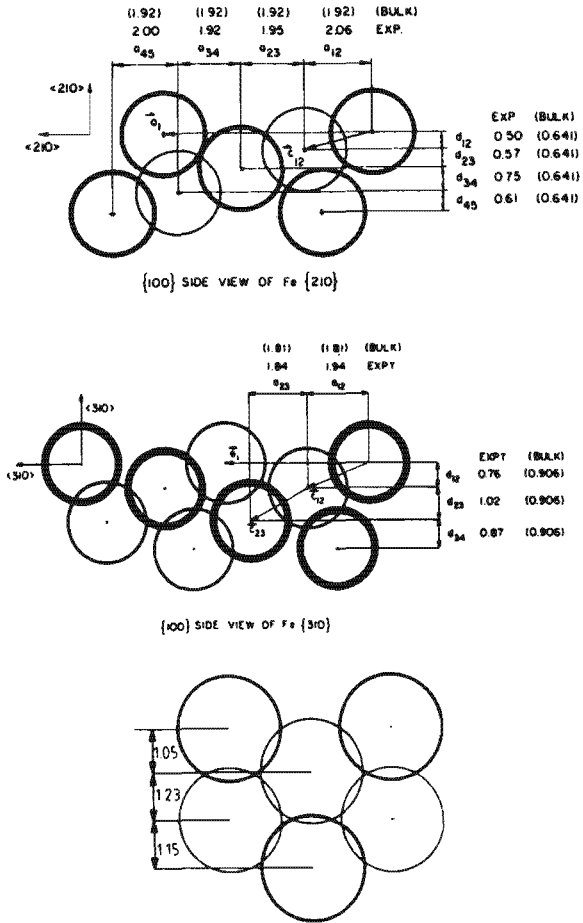 (1.92) (1.92) (1.92) (1.92) (BULK)
2.00 1.92 1.95 2.06 EXP.
a45 a34 a23 a12
<210>
<210>
a1
r12
EXP (BULK)
d12 0.50 (0.641)
d23 0.57 (0.641)
d34 0.75 (0.641)
d45 0.61 (0.641)
{100} SIDE VIEW OF Fe {210}
(1.81) (1.81) (BULK)
1.84 1.94 EXPT
a23 a12
<310>
<310>
a1
r12
r23
EXPT (BULK)
d12 0.76 (0.906)
d23 1.02 (0.906)
d34 0.87 (0.906)
{100} SIDE VIEW OF Fe {310}
1.05
1.23
1.15